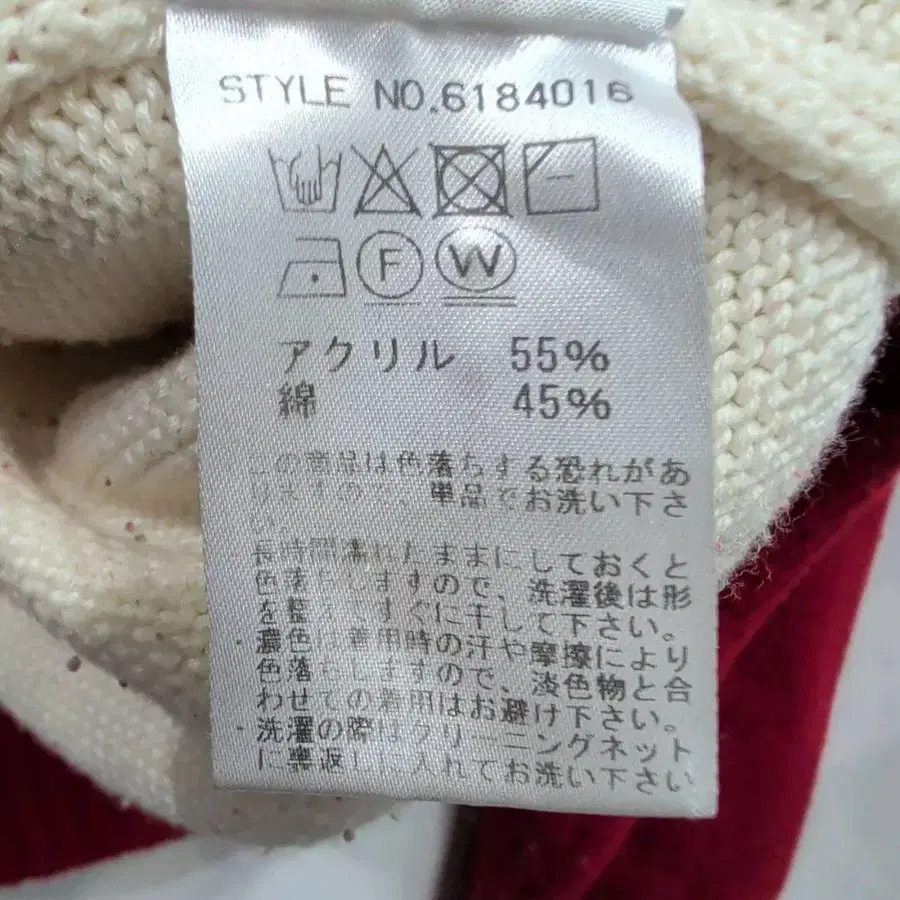 STYLE NO.6184016
F W
アクリル 55%
綿 45%
この商品は色落ちする恐れがあ
りますので、単品でお洗い下さ
い。
・長時間濡れたままにしておくと
色落ちしますので、洗濯後は形
を整えてすぐに干して下さい。
・濃色は着用時の汗や摩擦により
色落ちしますので、淡色物と合
わせての着用はお避け下さい。
・洗濯の際はクリーニングネット
に裏返し入れてお洗い下さい